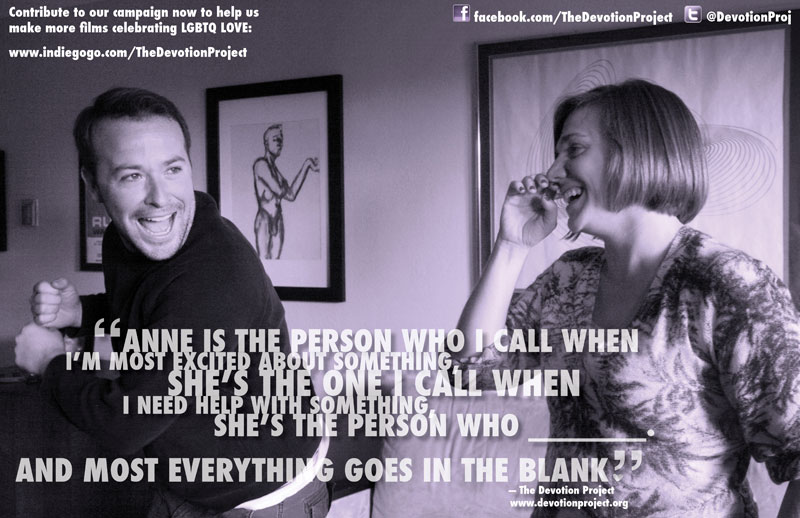 Contribute to our campaign now to help us
make more films celebrating LGBTQ LOVE:
www.indiegogo.com/TheDevotionProject
facebook.com/TheDevotionProject @DevotionProj
RU
“ANNE IS THE PERSON WHO I CALL WHEN
I'M MOST EXCITED ABOUT SOMETHING,
SHE'S THE ONE I CALL WHEN
I NEED HELP WITH SOMETHING,
SHE'S THE PERSON WHO ________.
AND MOST EVERYTHING GOES IN THE BLANK.”
— The Devotion Project
www.devotionproject.org